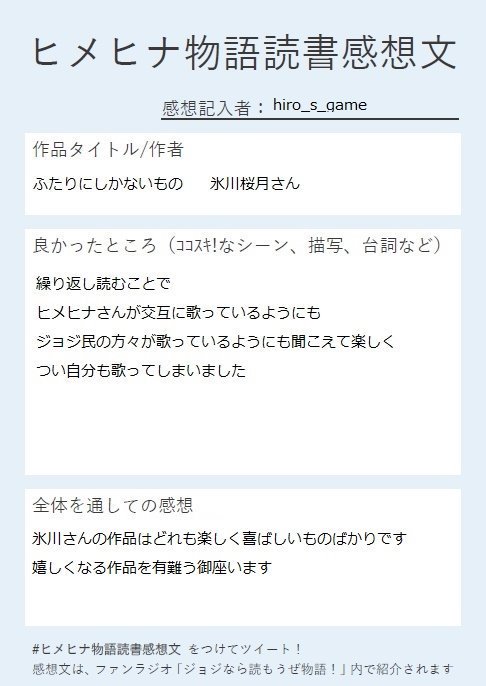 ヒメヒナ物語読書感想文
感想記入者： hiro_s_game
作品タイトル/作者
ふたりにしかないもの　氷川桜月さん
良かったところ（ｺｺｽｷ!なシーン、描写、台詞など）
繰り返し読むことで
ヒメヒナさんが交互に歌っているようにも
ジョジ民の方々が歌っているようにも聞こえて楽しく
つい自分も歌ってしまいました
全体を通しての感想
氷川さんの作品はどれも楽しく喜ばしいものばかりです
嬉しくなる作品を有難う御座います
#ヒメヒナ物語読書感想文 をつけてツイート！
感想文は、ファンラジオ「ジョジなら読もうぜ物語！」内で紹介されます